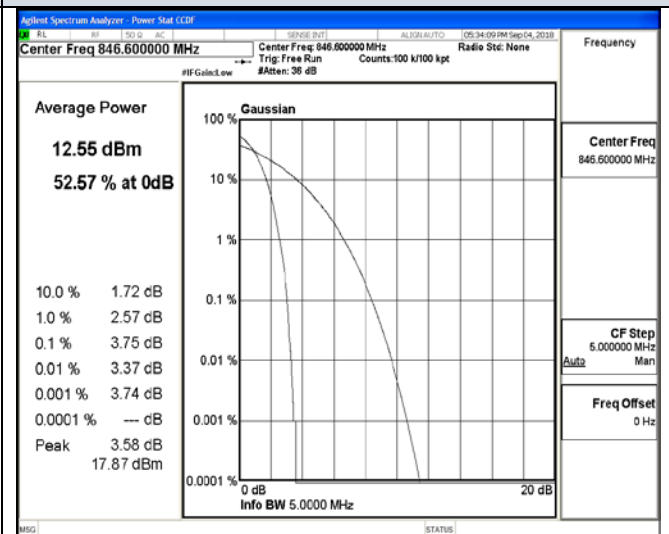 Agilent Spectrum Analyzer - Power Stat CCDF
RL RF 50 Ω AC SENSE:INT ALIGN AUTO 05:34:09 PM Sep 04, 2018
Center Freq 846.600000 MHz
Center Freq: 846.600000 MHz Radio Std: None
Trig: Free Run Counts:100 k/100 kpt
#IFGain:Low #Atten: 36 dB
Frequency
Average Power
12.55 dBm
52.57 % at 0dB
10.0 % 1.72 dB
1.0 % 2.57 dB
0.1 % 3.75 dB
0.01 % 3.37 dB
0.001 % 3.74 dB
0.0001 % --- dB
Peak 3.58 dB
17.87 dBm
Gaussian
100 %
10 %
1 %
0.1 %
0.01 %
0.001 %
0.0001 %
0 dB 20 dB
Info BW 5.0000 MHz
Center Freq
846.600000 MHz
CF Step
5.000000 MHz
Auto Man
Freq Offset
0 Hz
MSG STATUS